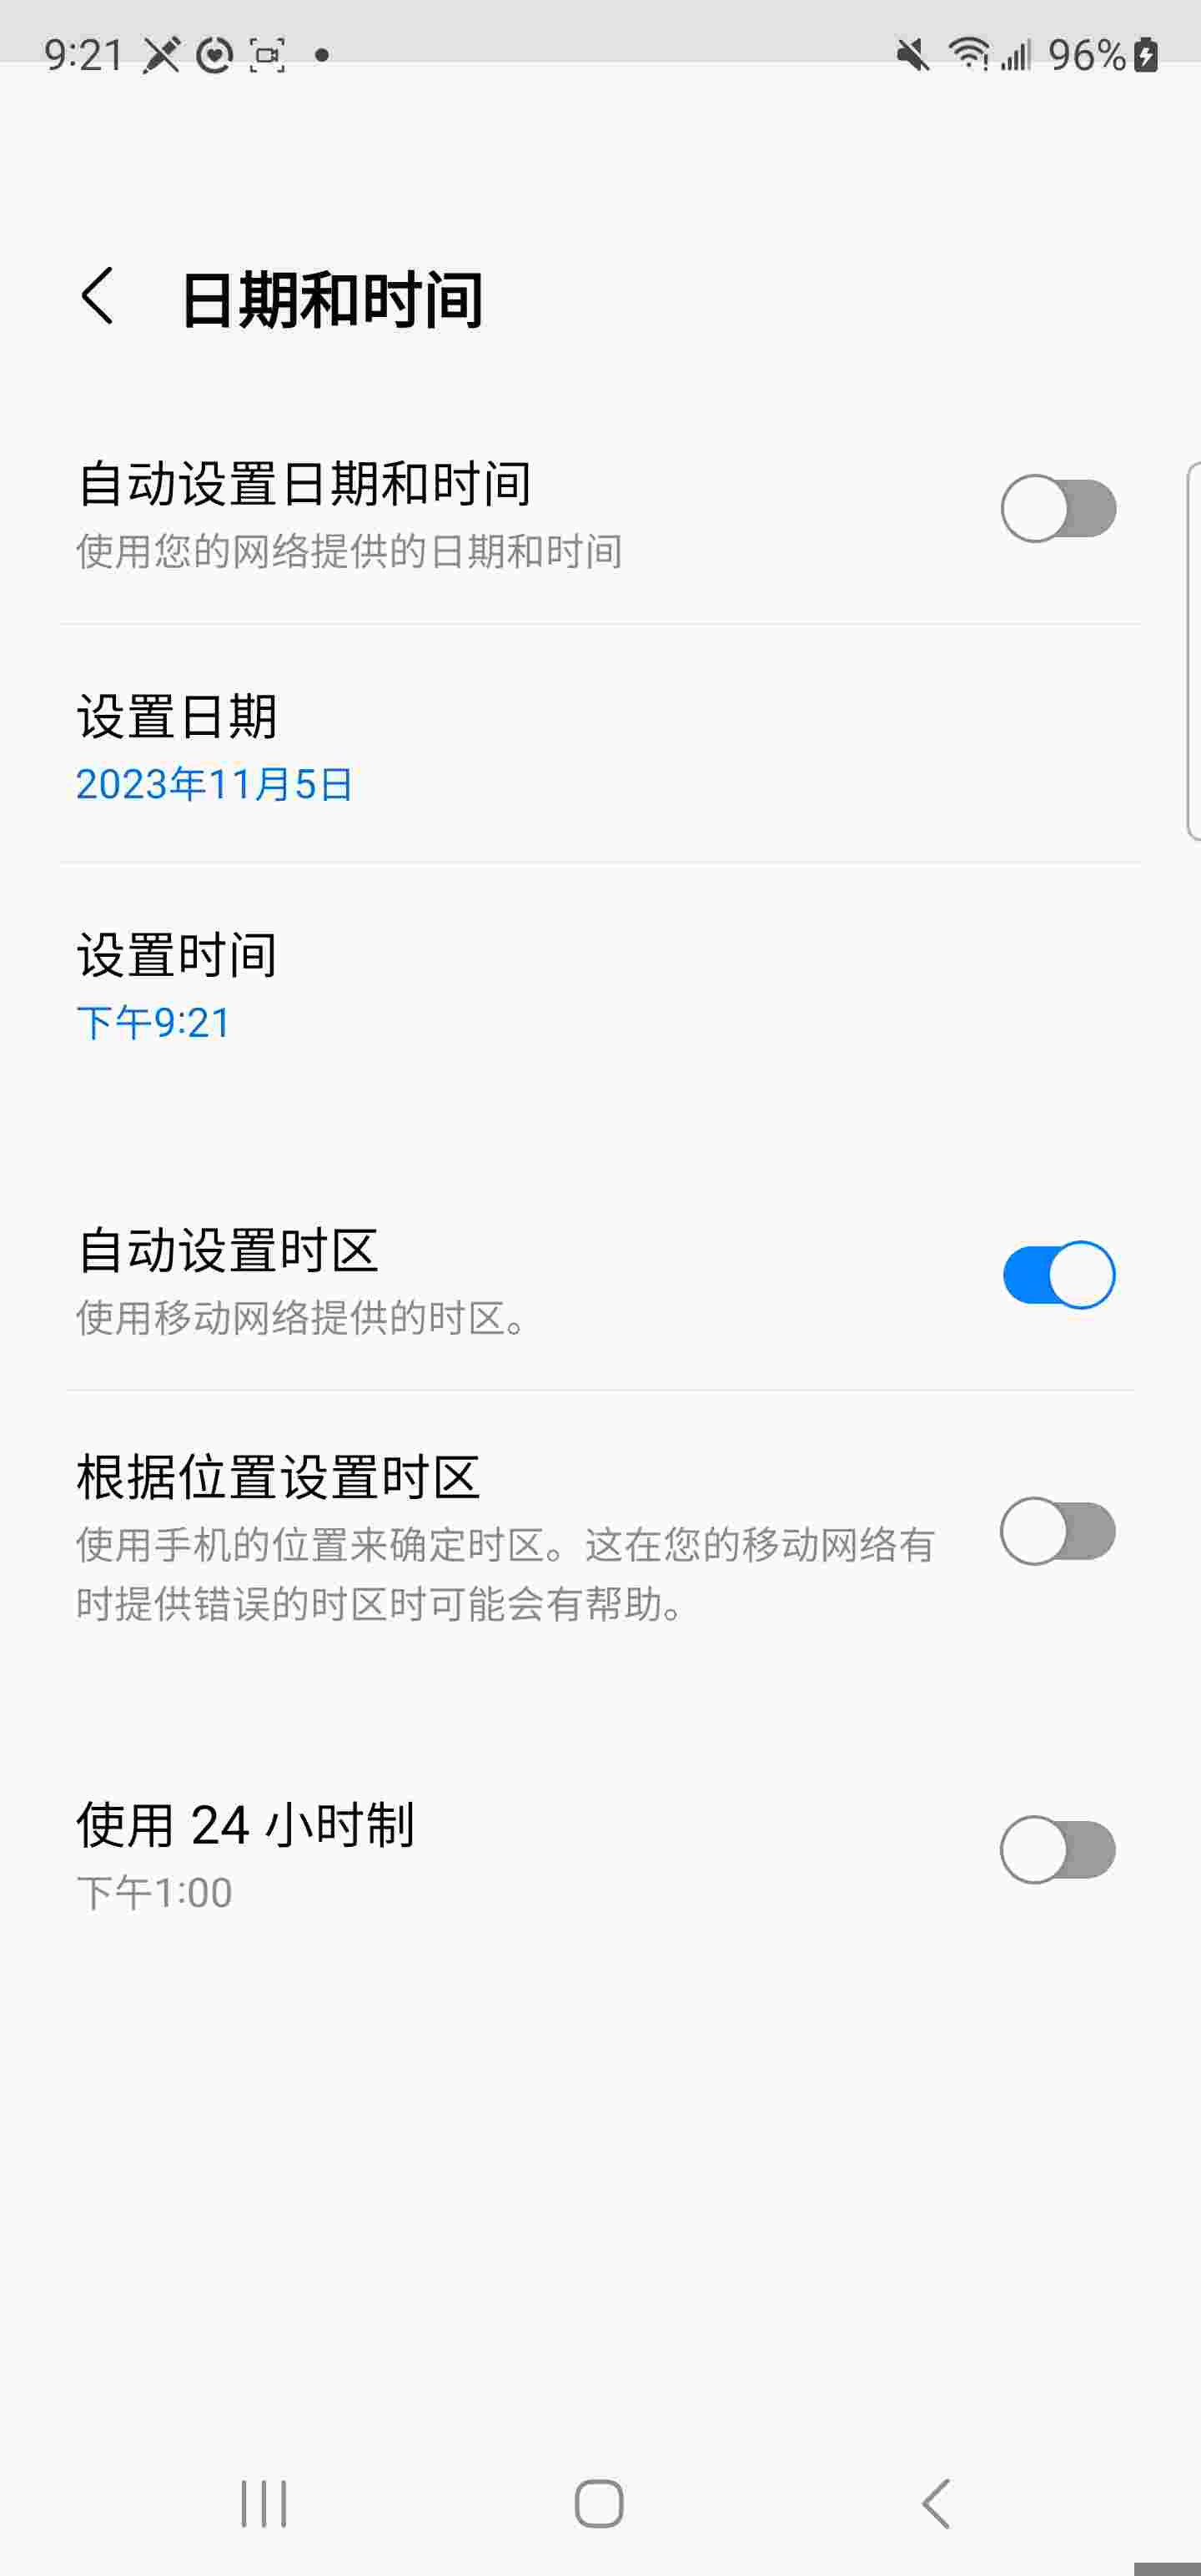 9:21 96%
日期和时间
自动设置日期和时间
使用您的网络提供的日期和时间
设置日期
2023年11月5日
设置时间
下午9:21
自动设置时区
使用移动网络提供的时区。
根据位置设置时区
使用手机的位置来确定时区。这在您的移动网络有
时提供错误的时区时可能会有帮助。
使用 24 小时制
下午1:00